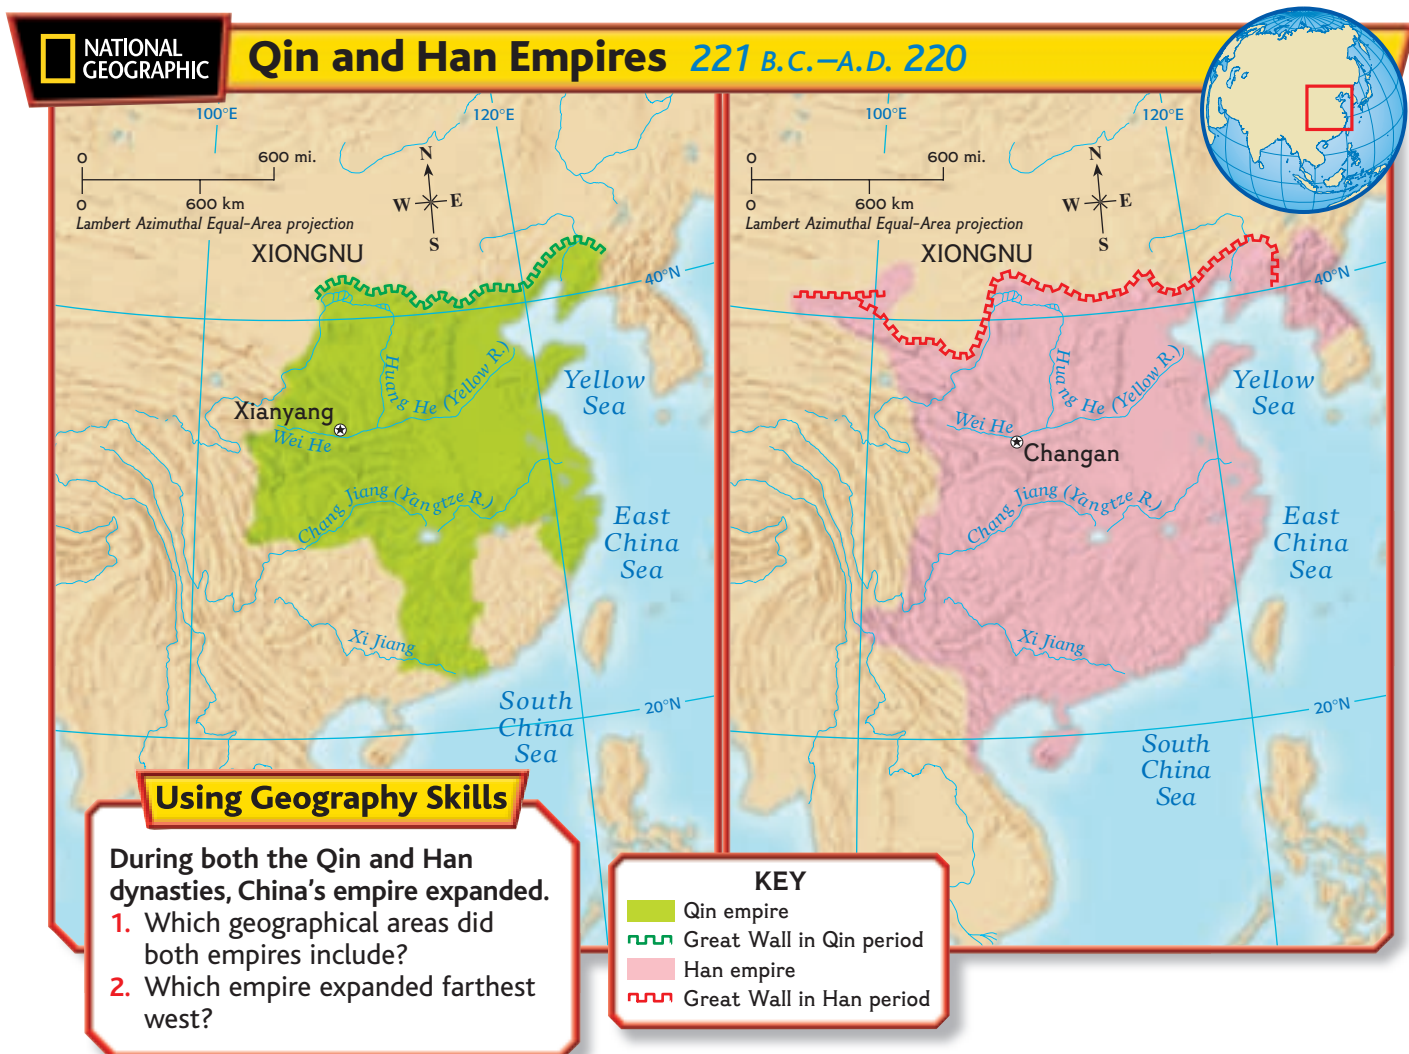 NATIONAL
GEOGRAPHIC
Qin and Han Empires 221 B.C.–A.D. 220
100°E
120°E
0
600 mi.
0
600 km
Lambert Azimuthal Equal-Area projection
N
W
E
S
XIONGNU
40°N
Huang He (Yellow R.)
Yellow
Sea
Xianyang
Wei He
Chang Jiang (Yangtze R.)
East
China
Sea
Xi Jiang
South
China
Sea
20°N
100°E
120°E
0
600 mi.
0
600 km
Lambert Azimuthal Equal-Area projection
N
W
E
S
XIONGNU
40°N
Huang He (Yellow R.)
Yellow
Sea
Wei He
Changan
Chang Jiang (Yangtze R.)
East
China
Sea
Xi Jiang
20°N
South
China
Sea
Using Geography Skills
During both the Qin and Han
dynasties, China's empire expanded.
1. Which geographical areas did
both empires include?
2. Which empire expanded farthest
west?
KEY
Qin empire
Great Wall in Qin period
Han empire
Great Wall in Han period